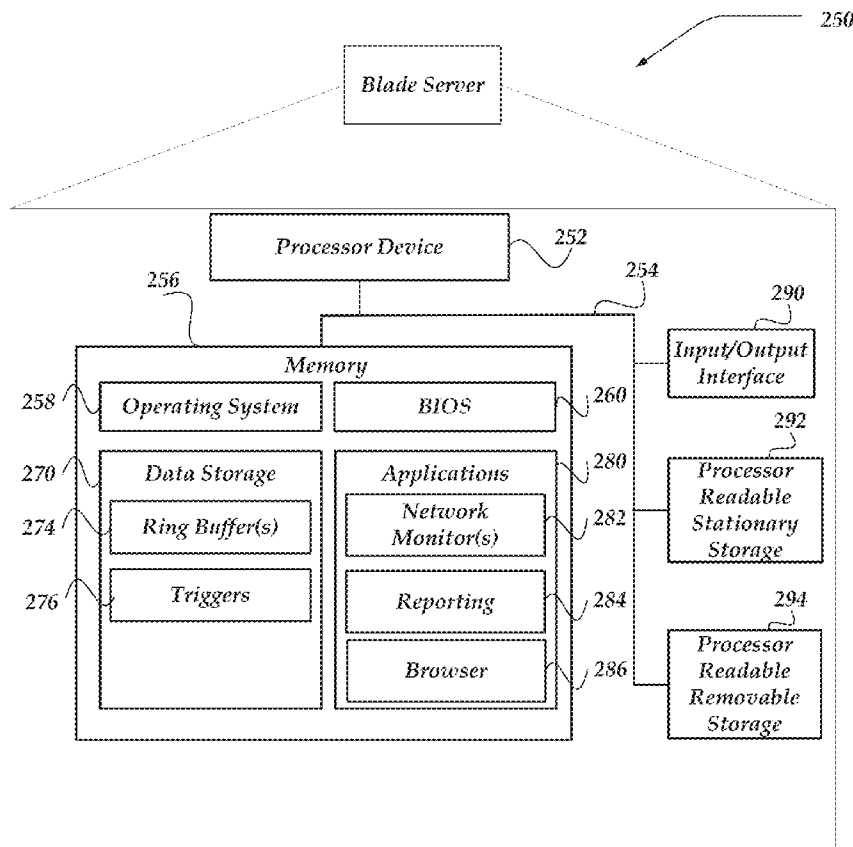 250
Blade Server
Processor Device
252
256
254
290
Memory
Input/Output
Interface
258
Operating System
BIOS
260
292
270
Data Storage
Applications
280
Processor
Readable
Stationary
Storage
274
Ring Buffer(s)
Network
Monitor(s)
282
276
Triggers
Reporting
284
294
Browser
286
Processor
Readable
Removable
Storage